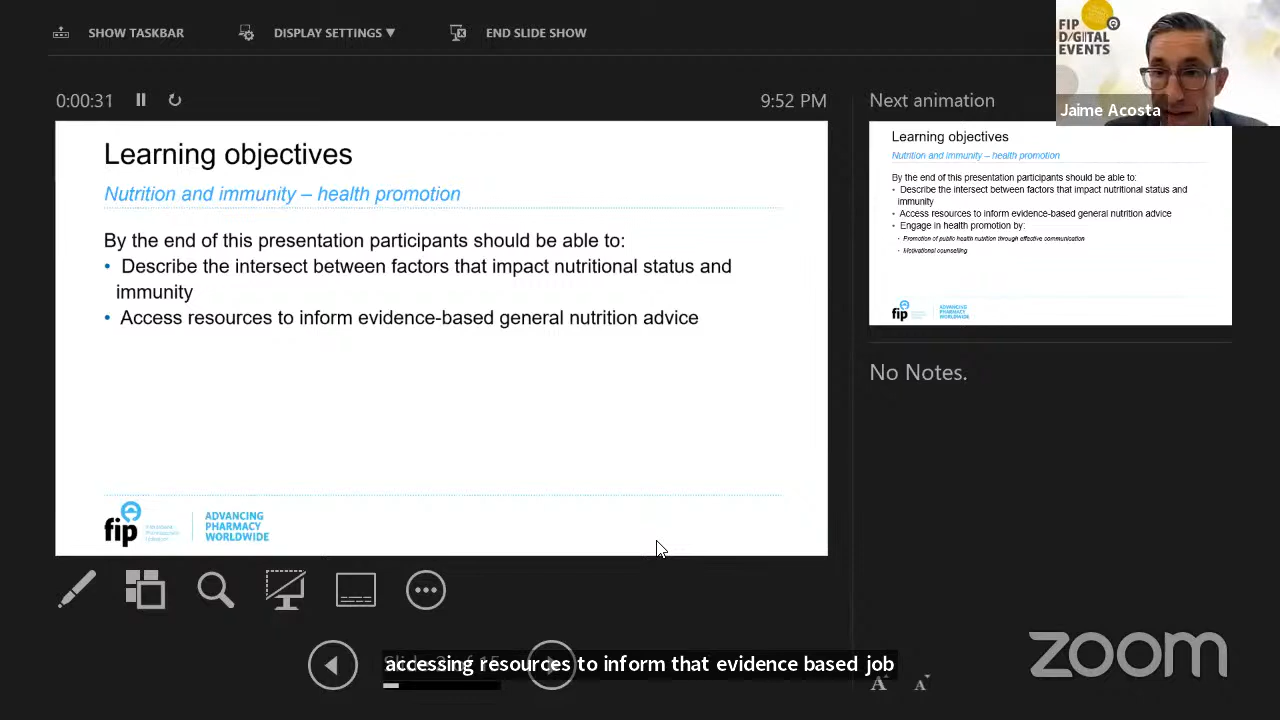 SHOW TASKBAR
DISPLAY SETTINGS ▼
END SLIDE SHOW
FIP
D/GITAL
EVENTS
Jaime Acosta
0:00:31
9:52 PM
Next animation
Learning objectives
Nutrition and immunity – health promotion
By the end of this presentation participants should be able to:
• Describe the intersect between factors that impact nutritional status and
immunity
• Access resources to inform evidence-based general nutrition advice
fip
ADVANCING
PHARMACY
WORLDWIDE
Learning objectives
Nutrition and immunity – health promotion
By the end of this presentation participants should be able to:
• Describe the intersect between factors that impact nutritional status and
immunity
• Access resources to inform evidence-based general nutrition advice
• Engage in health promotion by:
• Promotion of public health nutrition through effective communication
• Motivational counselling
fip
ADVANCING
PHARMACY
WORLDWIDE
No Notes.
accessing resources to inform that evidence based job
A A
zoom